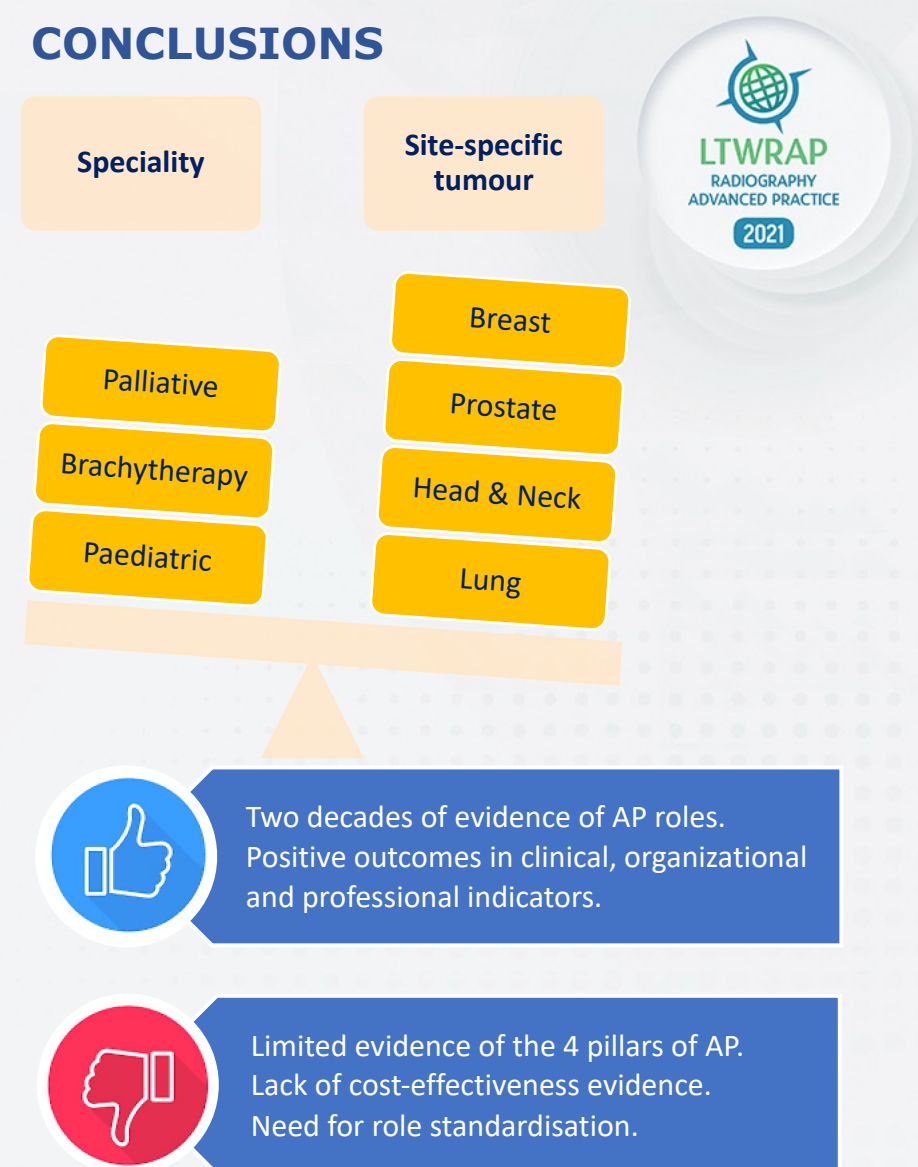 CONCLUSIONS
LTWRAP
RADIOGRAPHY
ADVANCED PRACTICE
2021
Speciality
Site-specific
tumour
Palliative
Brachytherapy
Paediatric
Breast
Prostate
Head & Neck
Lung
Two decades of evidence of AP roles.
Positive outcomes in clinical, organizational
and professional indicators.
Limited evidence of the 4 pillars of AP.
Lack of cost-effectiveness evidence.
Need for role standardisation.